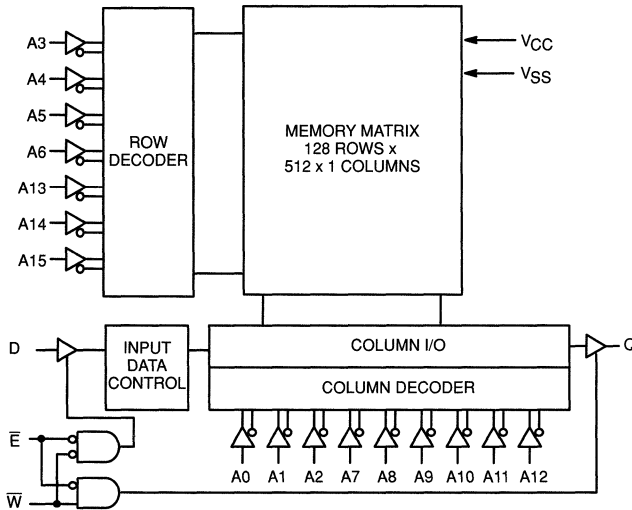 A3
A4
A5
A6
A13
A14
A15
ROW
DECODER
MEMORY MATRIX
128 ROWS x
512 x 1 COLUMNS
VCC
VSS
D
INPUT
DATA
CONTROL
COLUMN I/O
COLUMN DECODER
Q
E
W
A0 A1 A2 A7 A8 A9 A10 A11 A12